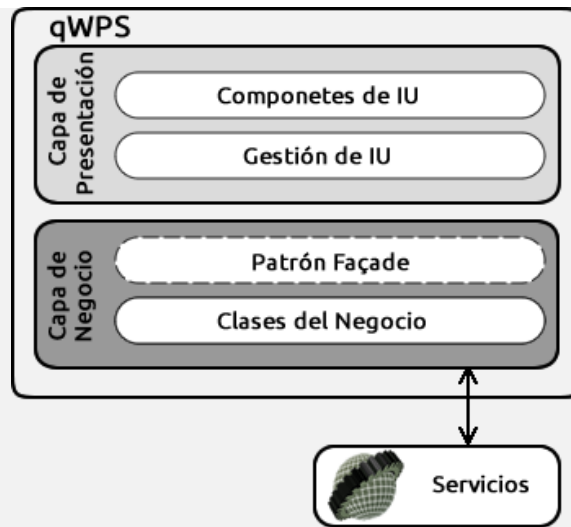 qWPS
Capa de
Presentación
Componetes de IU
Gestión de IU
Capa de
Negocio
Patrón Façade
Clases del Negocio
Servicios